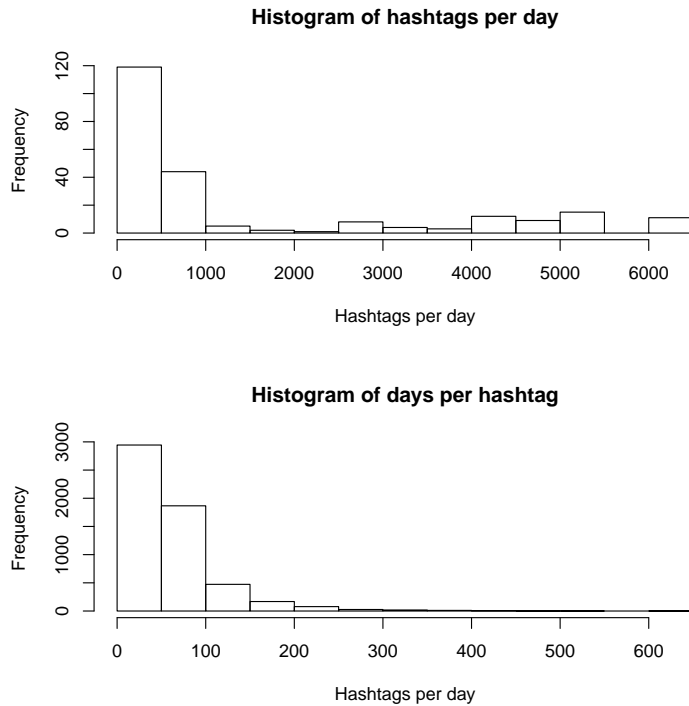 Histogram of hashtags per day
Frequency
0 40 80 120
0 1000 2000 3000 4000 5000 6000
Hashtags per day
Histogram of days per hashtag
Frequency
0 1000 2000 3000
0 100 200 300 400 500 600
Hashtags per day